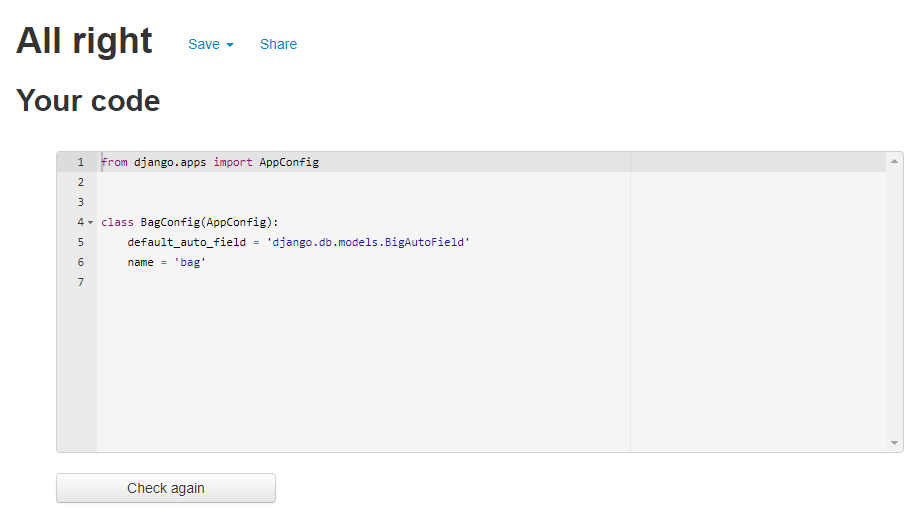 All right Save Share
Your code
1 from django.apps import AppConfig
2
3
4 class BagConfig(AppConfig):
5     default_auto_field = 'django.db.models.BigAutoField'
6     name = 'bag'
7
Check again